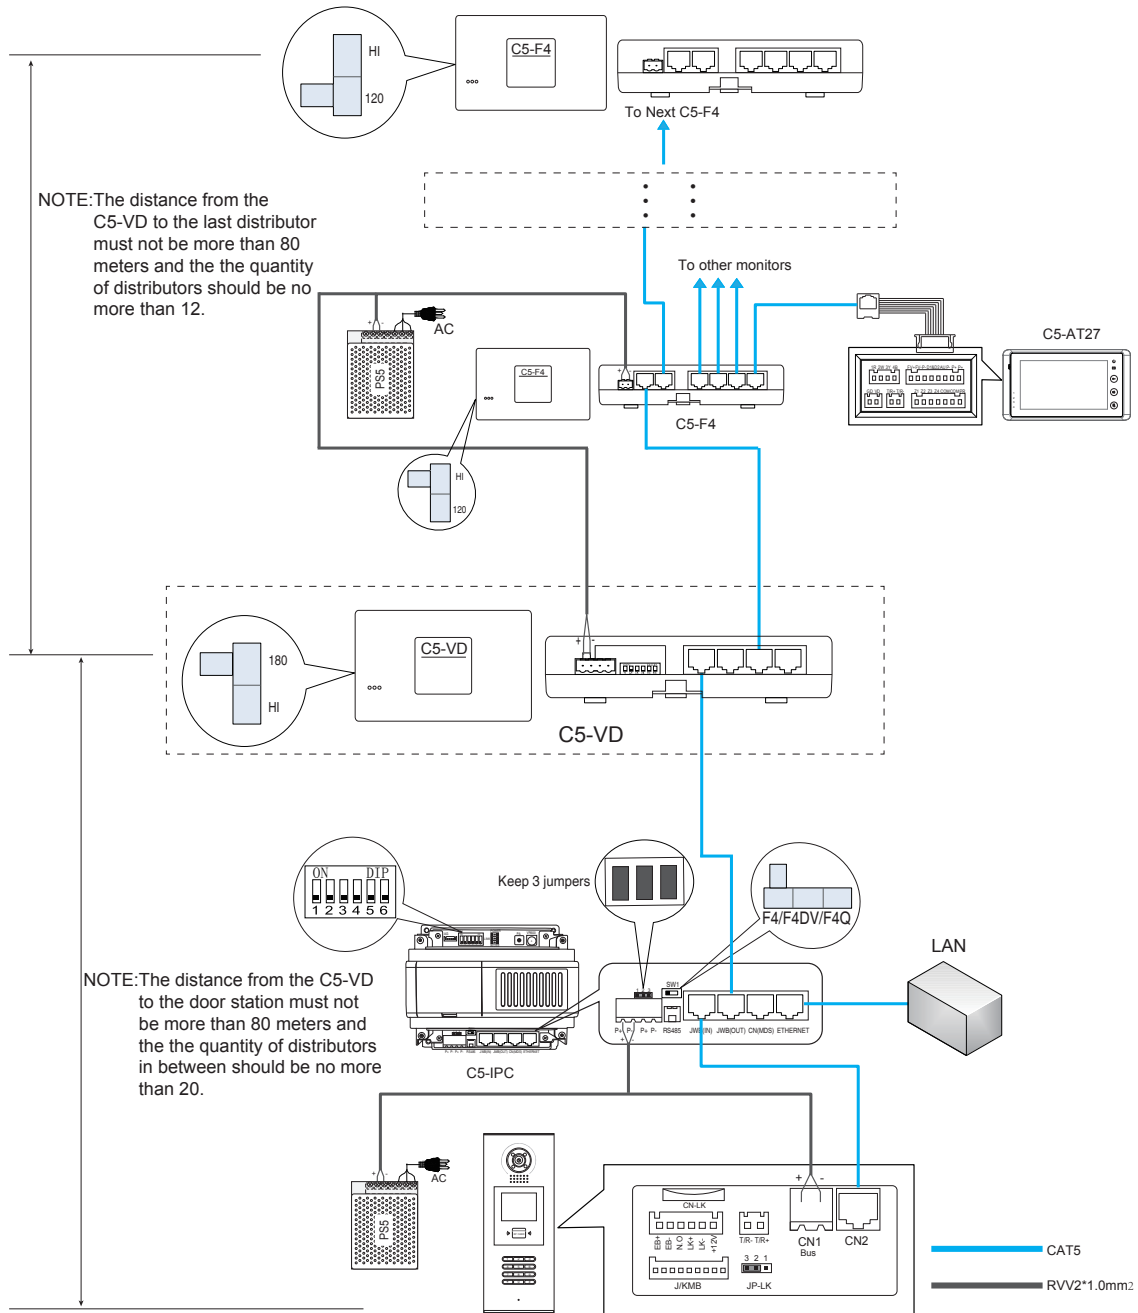 HI
120
C5-F4
To Next C5-F4
NOTE:The distance from the
C5-VD to the last distributor
must not be more than 80
meters and the the quantity
of distributors should be no
more than 12.
To other monitors
+ -
AC
PS5
C5-F4
+ -
C5-F4
HI
120
C5-AT27
180
HI
C5-VD
+ -
C5-VD
ON DIP
1 2 3 4 5 6
Keep 3 jumpers
F4/F4DV/F4Q
SW1
P+ P- P+ P- RS485 JWB(IN) JWB(OUT) CN(MDS) ETHERNET
+ -
LAN
C5-IPC
NOTE:The distance from the C5-VD
to the door station must not
be more than 80 meters and
the the quantity of distributors
in between should be no more
than 20.
+ -
AC
PS5
CN-LK
EB+ EB- N.O LK+ LK- +12V
T/R- T/R+
J/KMB
3 2 1
JP-LK
+ -
CN1
Bus
CN2
CAT5
RVV2*1.0mm2